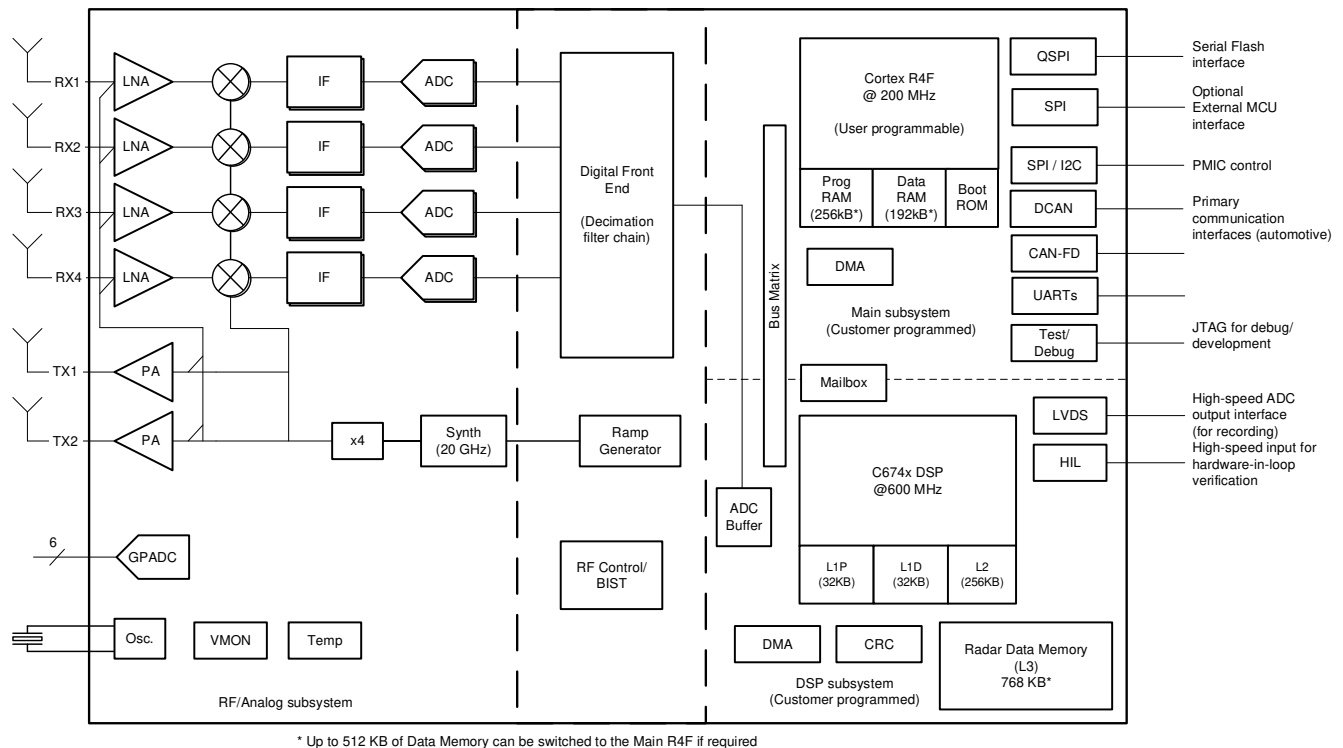 RX1
LNA
IF
ADC
RX2
LNA
IF
ADC
RX3
LNA
IF
ADC
RX4
LNA
IF
ADC
TX1
PA
TX2
PA
x4
Synth
(20 GHz)
Ramp
Generator
Digital Front
End
(Decimation
filter chain)
6
GPADC
Osc.
VMON
Temp
RF/Analog subsystem
RF Control/
BIST
ADC
Buffer
Bus Matrix
Cortex R4F
@ 200 MHz
(User programmable)
Prog
RAM
(256kB*)
Data
RAM
(192kB*)
Boot
ROM
DMA
Main subsystem
(Customer programmed)
Mailbox
QSPI
Serial Flash
interface
SPI
Optional
External MCU
interface
SPI / I2C
PMIC control
DCAN
Primary
communication
interfaces (automotive)
CAN-FD
UARTs
Test/
Debug
JTAG for debug/
development
LVDS
High-speed ADC
output interface
(for recording)
HIL
High-speed input for
hardware-in-loop
verification
C674x DSP
@600 MHz
L1P
(32KB)
L1D
(32KB)
L2
(256KB)
DMA
CRC
DSP subsystem
(Customer programmed)
Radar Data Memory
(L3)
768 KB*
* Up to 512 KB of Data Memory can be switched to the Main R4F if required